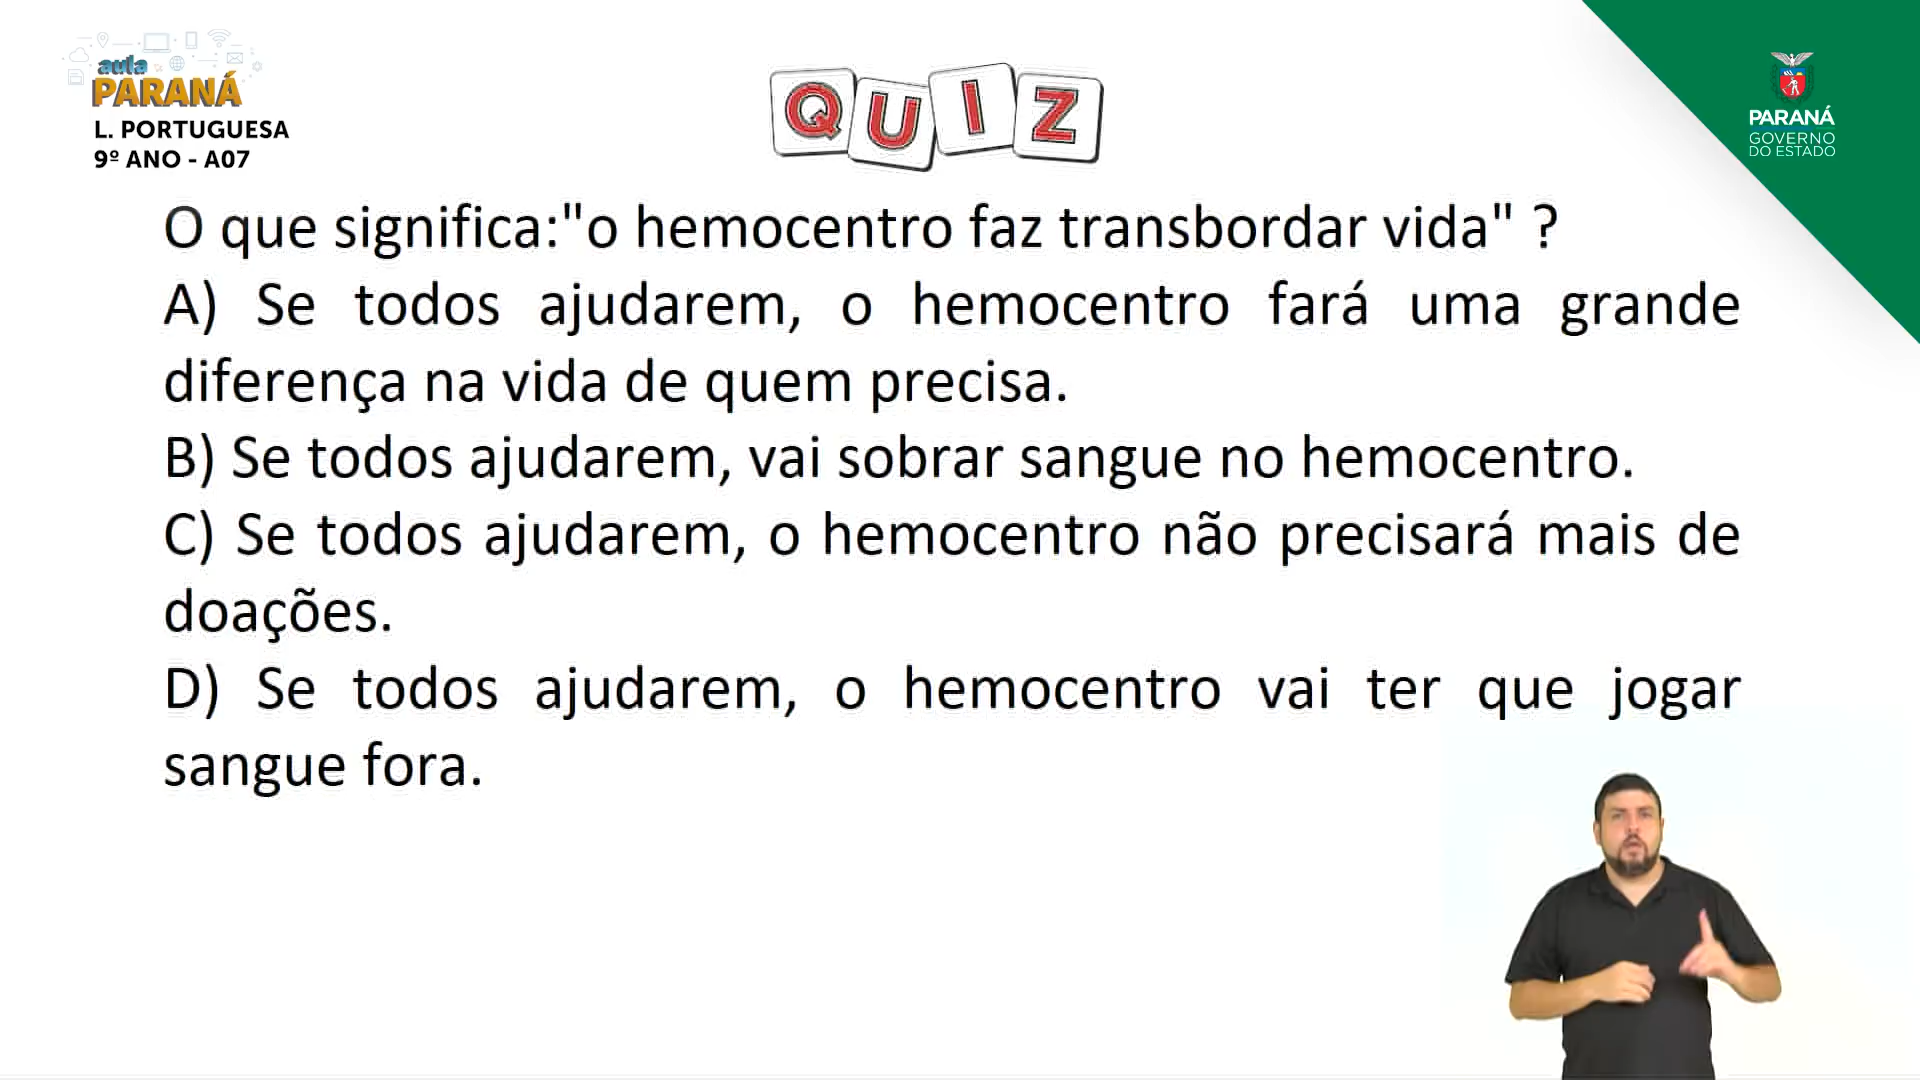 aula
PARANÁ
L. PORTUGUESA
9º ANO - A07
QUIZ
PARANÁ
GOVERNO
DO ESTADO
O que significa:"o hemocentro faz transbordar vida" ?
A) Se todos ajudarem, o hemocentro fará uma grande
diferença na vida de quem precisa.
B) Se todos ajudarem, vai sobrar sangue no hemocentro.
C) Se todos ajudarem, o hemocentro não precisará mais de
doações.
D) Se todos ajudarem, o hemocentro vai ter que jogar
sangue fora.